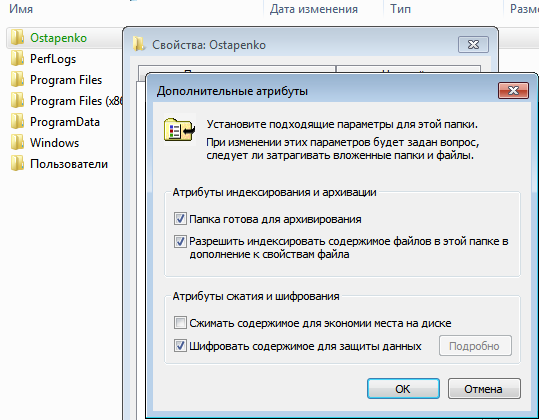 Имя
Дата изменения
Тип
Ostapenko
PerfLogs
Program Files
Program Files (x86
ProgramData
Windows
Пользователи
Свойства: Ostapenko
Дополнительные атрибуты
Установите подходящие параметры для этой папки.
При изменении этих параметров будет задан вопрос,
следует ли затрагивать вложенные папки и файлы.
Атрибуты индексирования и архивации
Папка готова для архивирования
Разрешить индексировать содержимое файлов в этой папке в
дополнение к свойствам файла
Атрибуты сжатия и шифрования
Сжимать содержимое для экономии места на диске
Шифровать содержимое для защиты данных
Подробно
ОК
Отмена